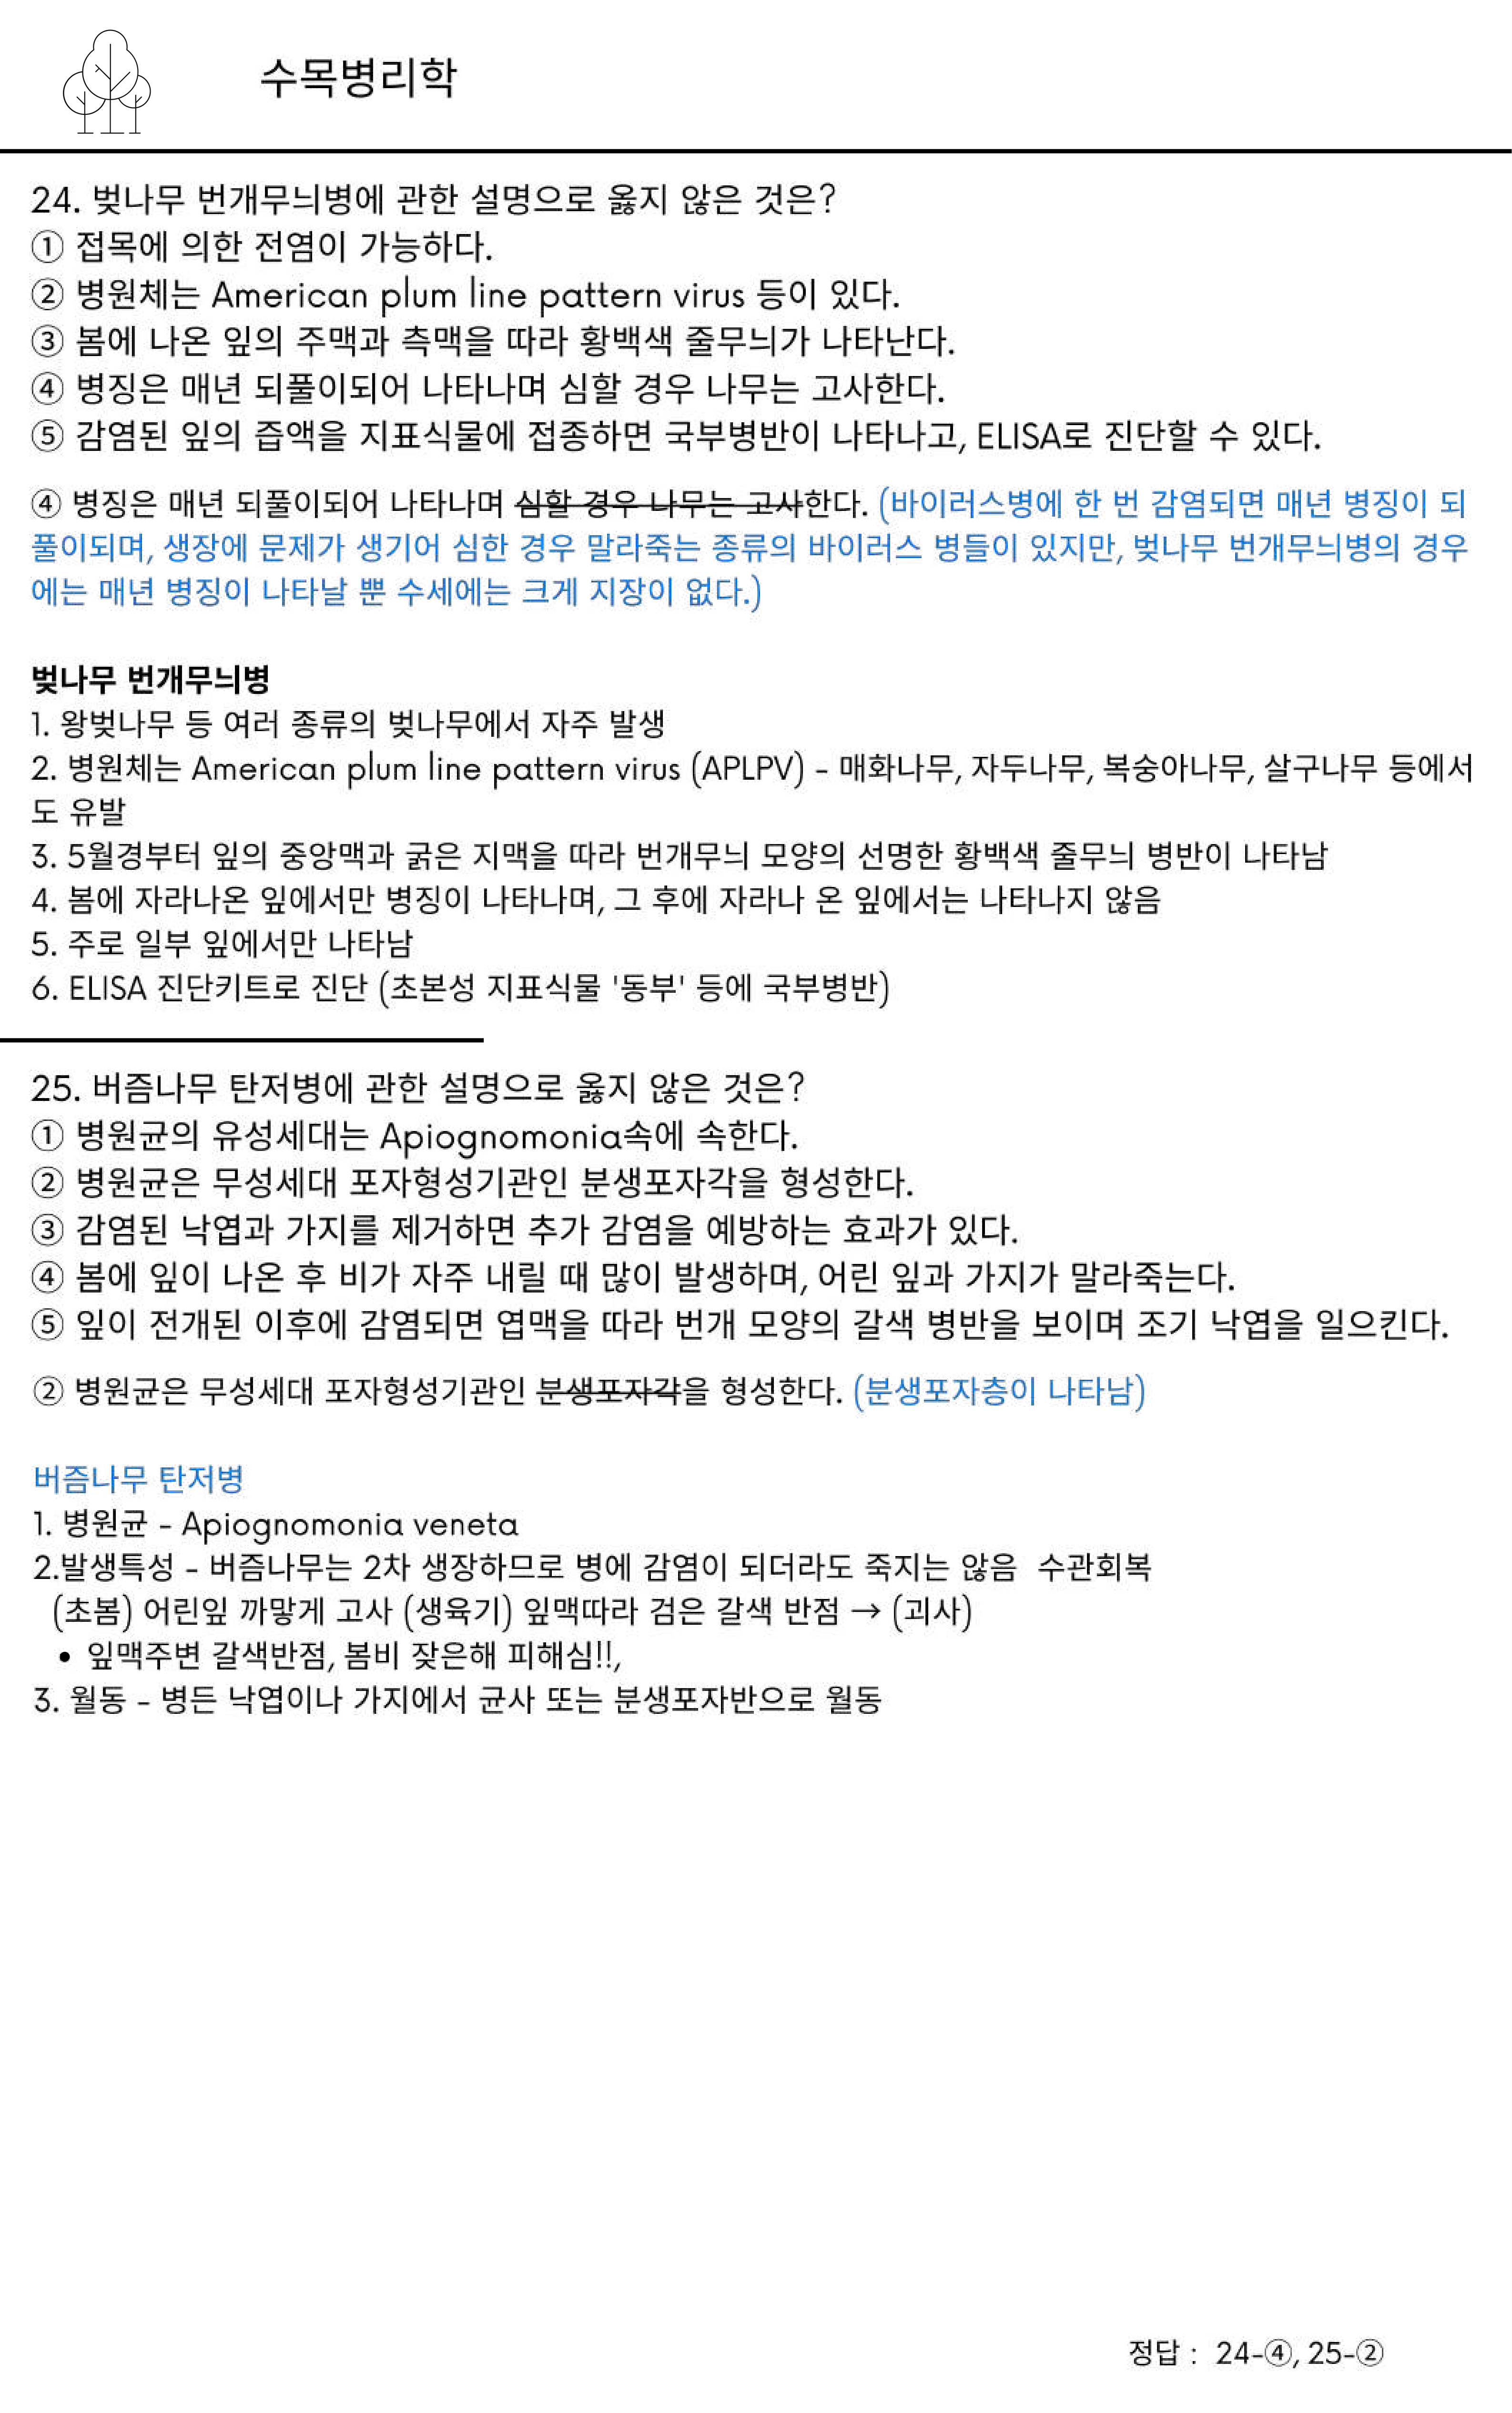 수목병리학
24. 벚나무 번개무늬병에 관한 설명으로 옳지 않은 것은?
① 접목에 의한 전염이 가능하다.
② 병원체는 American plum line pattern virus 등이 있다.
③ 봄에 나온 잎의 주맥과 측맥을 따라 황백색 줄무늬가 나타난다.
④ 병징은 매년 되풀이되어 나타나며 심할 경우 나무는 고사한다.
⑤ 감염된 잎의 즙액을 지표식물에 접종하면 국부병반이 나타나고, ELISA로 진단할 수 있다.
④ 병징은 매년 되풀이되어 나타나며 심할 경우 나무는 고사한다. (바이러스병에 한 번 감염되면 매년 병징이 되
풀이되며, 생장에 문제가 생기어 심한 경우 말라죽는 종류의 바이러스 병들이 있지만, 벚나무 번개무늬병의 경우
에는 매년 병징이 나타날 뿐 수세에는 크게 지장이 없다.)
벚나무 번개무늬병
1. 왕벚나무 등 여러 종류의 벚나무에서 자주 발생
2. 병원체는 American plum line pattern virus (APLPV) - 매화나무, 자두나무, 복숭아나무, 살구나무 등에서
도 유발
3. 5월경부터 잎의 중앙맥과 굵은 지맥을 따라 번개무늬 모양의 선명한 황백색 줄무늬 병반이 나타남
4. 봄에 자라나온 잎에서만 병징이 나타나며, 그 후에 자라나 온 잎에서는 나타나지 않음
5. 주로 일부 잎에서만 나타남
6. ELISA 진단키트로 진단 (초본성 지표식물 '동부' 등에 국부병반)
25. 버즘나무 탄저병에 관한 설명으로 옳지 않은 것은?
① 병원균의 유성세대는 Apiognomonia속에 속한다.
② 병원균은 무성세대 포자형성기관인 분생포자각을 형성한다.
③ 감염된 낙엽과 가지를 제거하면 추가 감염을 예방하는 효과가 있다.
④ 봄에 잎이 나온 후 비가 자주 내릴 때 많이 발생하며, 어린 잎과 가지가 말라죽는다.
⑤ 잎이 전개된 이후에 감염되면 엽맥을 따라 번개 모양의 갈색 병반을 보이며 조기 낙엽을 일으킨다.
② 병원균은 무성세대 포자형성기관인 분생포자각을 형성한다. (분생포자층이 나타남)
버즘나무 탄저병
1. 병원균 - Apiognomonia veneta
2.발생특성 - 버즘나무는 2차 생장하므로 병에 감염이 되더라도 죽지는 않음 수관회복
(초봄) 어린잎 까맣게 고사 (생육기) 잎맥따라 검은 갈색 반점 → (괴사)
• 잎맥주변 갈색반점, 봄비 잦은해 피해심!!,
3. 월동 - 병든 낙엽이나 가지에서 균사 또는 분생포자반으로 월동
정답 : 24-④, 25-②